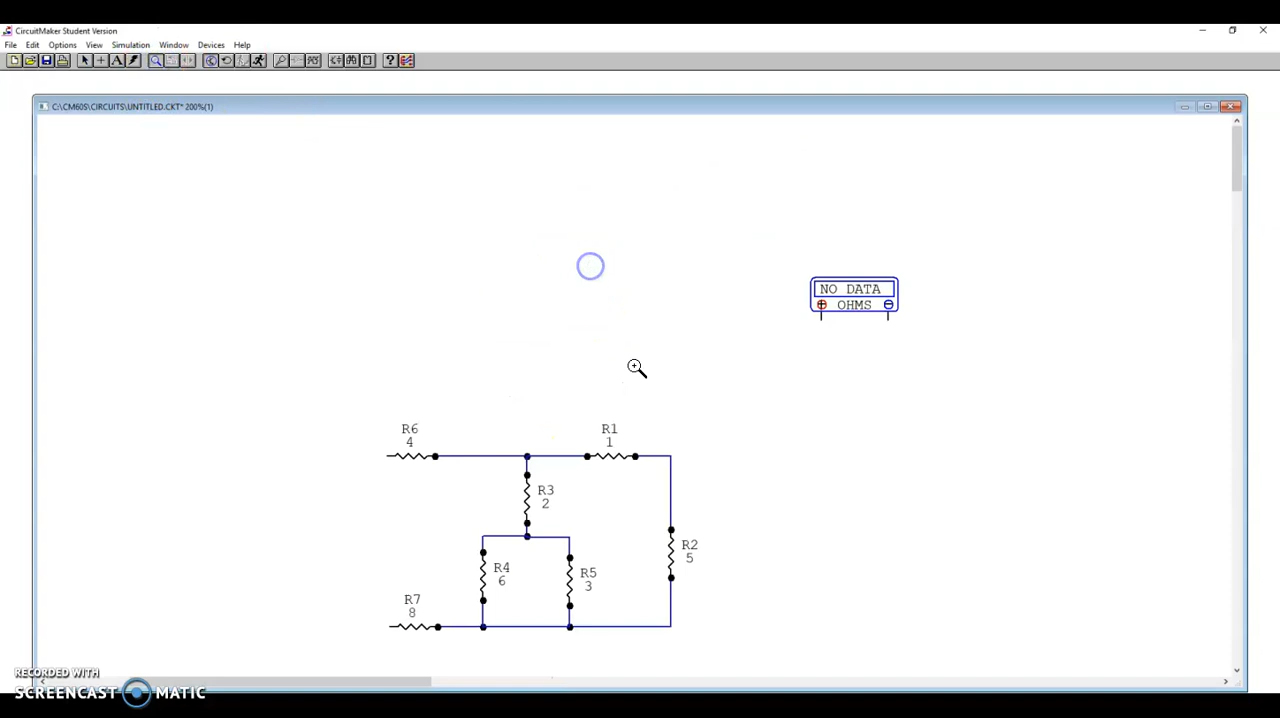 CircuitMaker Student Version
File Edit Options View Simulation Window Devices Help
C:\CM60S\CIRCUITS\UNTITLED.CKT* 200%(1)
NO DATA
OHMS
R6
4
R1
1
R3
2
R2
5
R4
6
R5
3
R7
8
RECORDED WITH
SCREENCAST MATIC